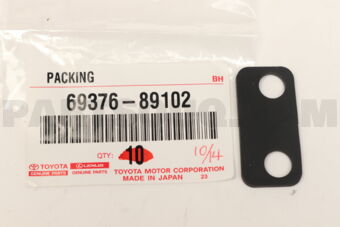 PACKING
BH
69376-89102
TOYOTA
GENUINE PARTS
LEXUS
GENUINE PARTS
QTY: 10
10/14
TOYOTA MOTOR CORPORATION
MADE IN JAPAN 23